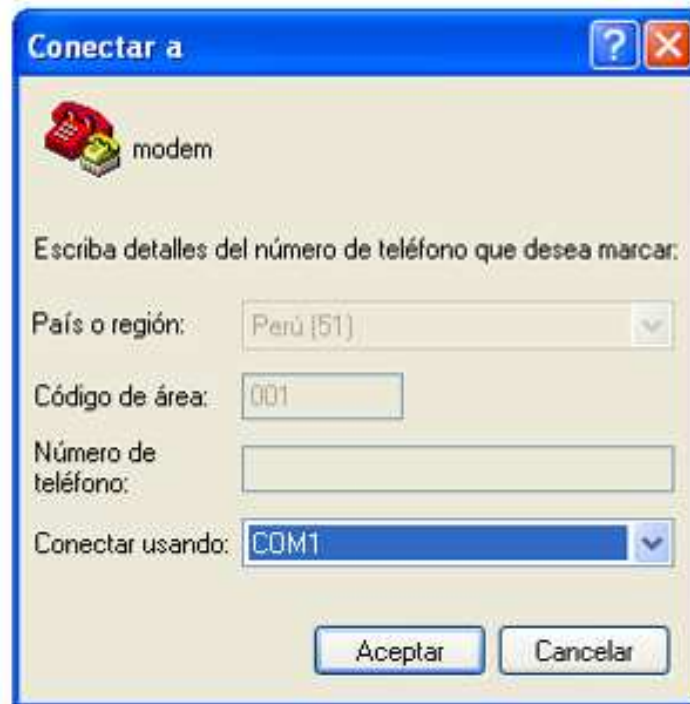 Conectar a
modem
Escriba detalles del número de teléfono que desea marcar:
País o región: Perú (51)
Código de área: 001
Número de
teléfono:
Conectar usando: COM1
Aceptar Cancelar